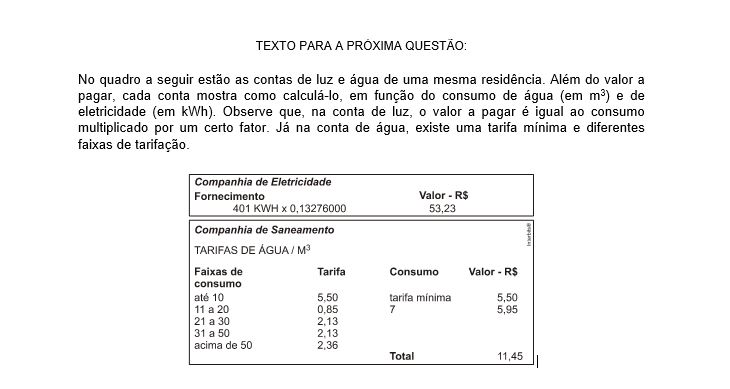 TEXTO PARA A PRÓXIMA QUESTÃO:
No quadro a seguir estão as contas de luz e água de uma mesma residência. Além do valor a
pagar, cada conta mostra como calculá-lo, em função do consumo de água (em m³) e de
eletricidade (em kWh). Observe que, na conta de luz, o valor a pagar é igual ao consumo
multiplicado por um certo fator. Já na conta de água, existe uma tarifa mínima e diferentes
faixas de tarifação.
Companhia de Eletricidade
Fornecimento Valor - R$
401 KWH x 0,13276000 53,23
Companhia de Saneamento
TARIFAS DE ÁGUA / M³
Faixas de Tarifa Consumo Valor - R$
consumo
até 10 5,50 tarifa mínima 5,50
11 a 20 0,85 7 5,95
21 a 30 2,13
31 a 50 2,13
acima de 50 2,36
Total 11,45
Interbits®